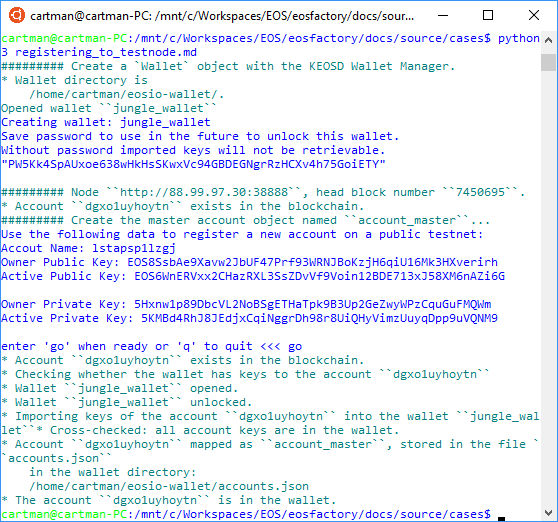 cartman@cartman-PC: /mnt/c/Workspaces/EOS/eosfactory/docs/source/cases
cartman@cartman-PC:/mnt/c/Workspaces/EOS/eosfactory/docs/source/cases$ python
3 registering_to_testnode.md
######### Create a `Wallet` object with the KEOSD Wallet Manager.
* Wallet directory is
    /home/cartman/eosio-wallet/.
Opened wallet ``jungle_wallet``
Creating wallet: jungle_wallet
Save password to use in the future to unlock this wallet.
Without password imported keys will not be retrievable.
"PW5Kk4SpAUxoe638wHkHsSKwxVc94GBDEGNgrRzHCXv4h75GoiETY"
######### Node ``http://88.99.97.30:38888``, head block number ``7450695``.
* Account ``dgxo1uyhoytn`` exists in the blockchain.
######### Create the master account object named ``account_master``...
Use the following data to register a new account on a public testnet:
Accout Name: lstapspllzgj
Owner Public Key: EOS8SsbAe9Xavw2JbUF47Prf93WRNJBoKzjH6qiU16Mk3HXverirh
Active Public Key: EOS6WnERVxx2CHazRXL3SsZDvVf9Voin12BDE713xJ58XM6nAZi6G
Owner Private Key: 5Hxnw1p89DbcVL2NoBSgETHaTpk9B3Up2GeZwyWPzCquGuFMQWm
Active Private Key: 5KMBd4RhJ8JEdjxCqiNggrDh98r8UiQHyVimzUuyqDpp9uVQNM9
enter 'go' when ready or 'q' to quit <<< go
* Account ``dgxo1uyhoytn`` exists in the blockchain.
* Checking whether the wallet has keys to the account ``dgxo1uyhoytn``
* Wallet ``jungle_wallet`` opened.
* Wallet ``jungle_wallet`` unlocked.
* Importing keys of the account ``dgxo1uyhoytn`` into the wallet ``jungle_wal
let``* Cross-checked: all account keys are in the wallet.
* Account ``dgxo1uyhoytn`` mapped as ``account_master``, stored in the file `
`accounts.json``
    in the wallet directory:
    /home/cartman/eosio-wallet/accounts.json
* The account ``dgxo1uyhoytn`` is in the wallet.
cartman@cartman-PC:/mnt/c/Workspaces/EOS/eosfactory/docs/source/cases$